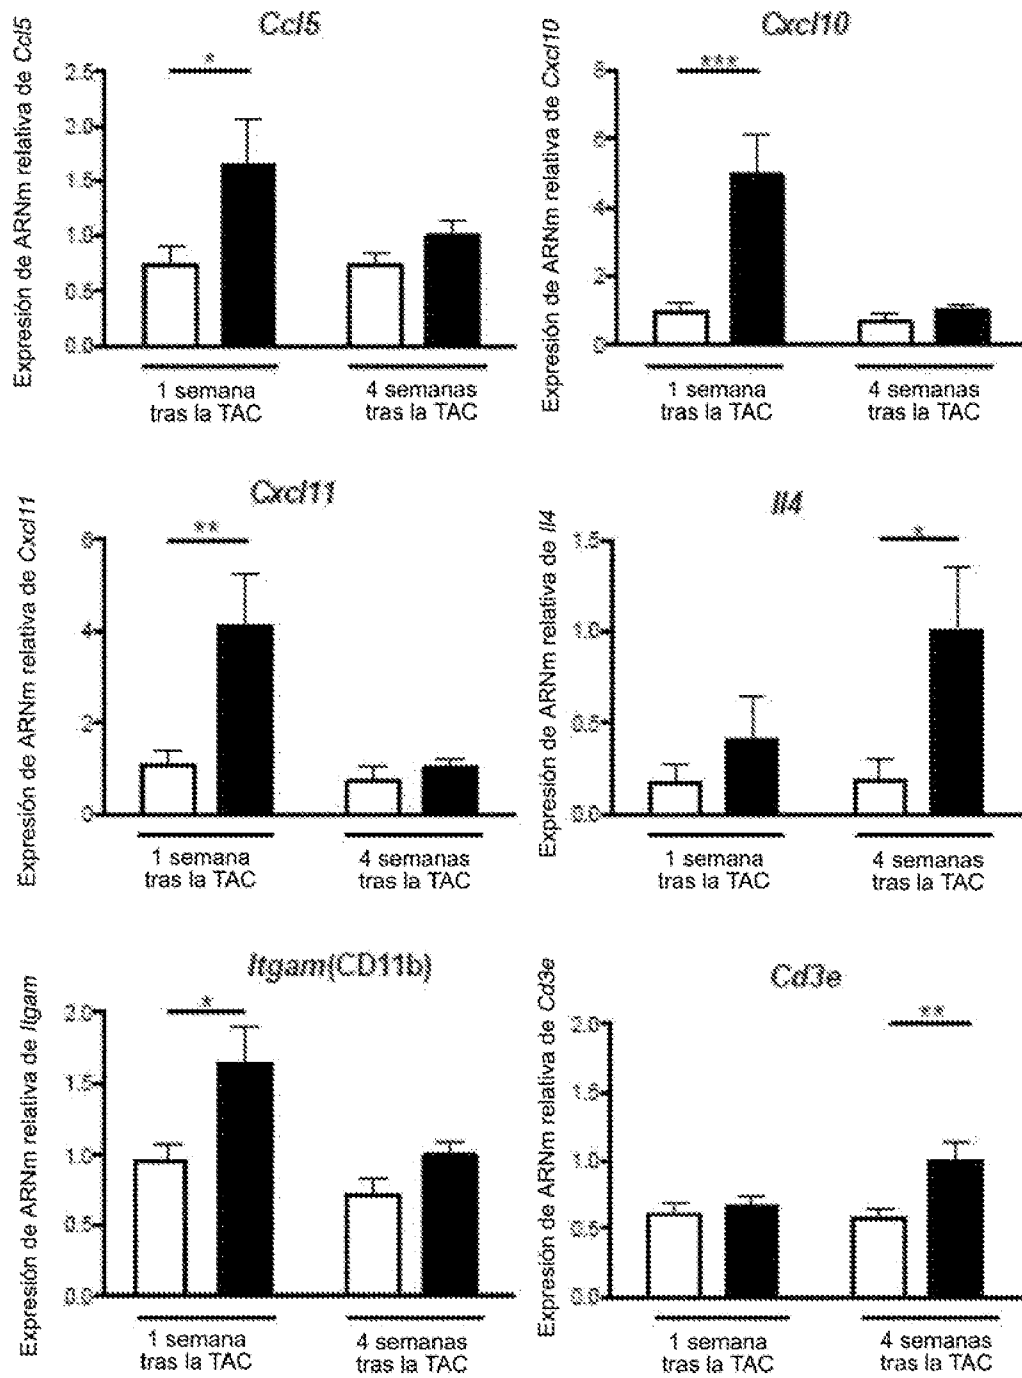 Ccl5
Expresión de ARNm relativa de Ccl5
*
2.5
2.0
1.5
1.0
0.5
0.0
1 semana
tras la TAC
4 semanas
tras la TAC
Cxcl10
Expresión de ARNm relativa de Cxcl10
***
8
6
4
2
0
1 semana
tras la TAC
4 semanas
tras la TAC
Cxcl11
Expresión de ARNm relativa de Cxcl11
**
6
4
2
0
1 semana
tras la TAC
4 semanas
tras la TAC
Il4
Expresión de ARNm relativa de Il4
*
1.5
1.0
0.5
0.0
1 semana
tras la TAC
4 semanas
tras la TAC
Itgam(CD11b)
Expresión de ARNm relativa de Itgam
*
2.0
1.5
1.0
0.5
0.0
1 semana
tras la TAC
4 semanas
tras la TAC
Cd3e
Expresión de ARNm relativa de Cd3e
**
2.0
1.5
1.0
0.5
0.0
1 semana
tras la TAC
4 semanas
tras la TAC